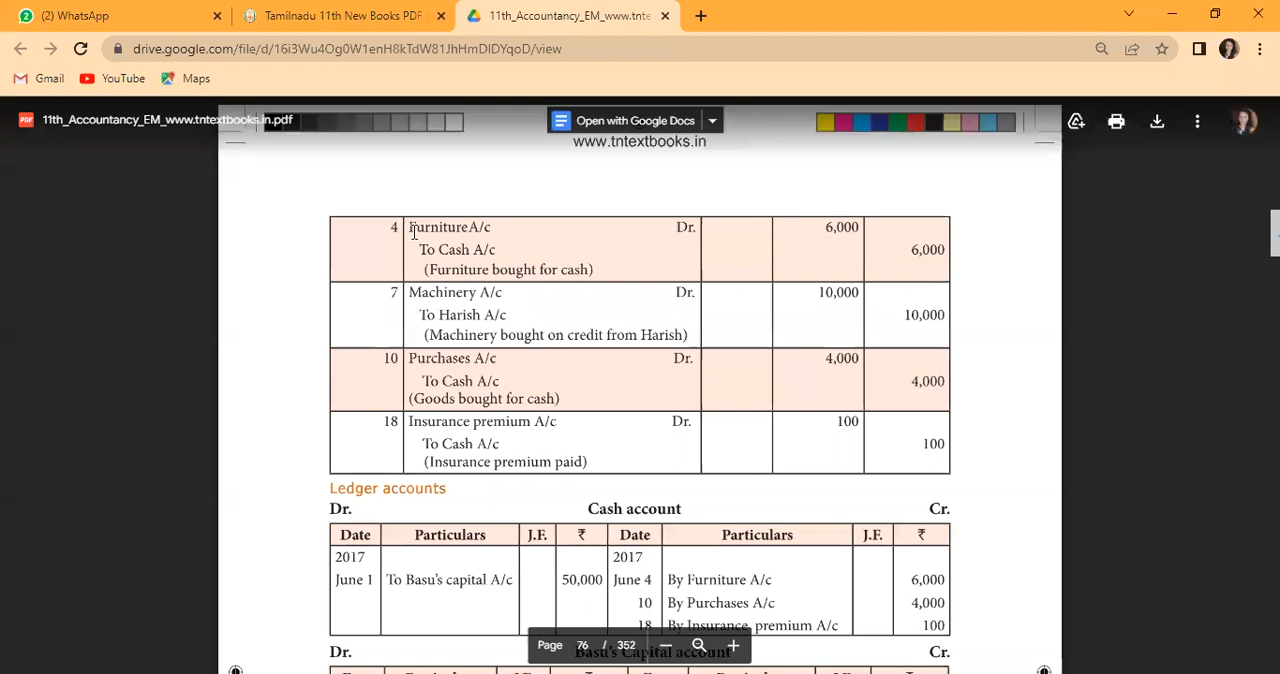 (2) WhatsApp
Tamilnadu 11th New Books PDF
11th_Accountancy_EM_www.tnte
drive.google.com/file/d/16i3Wu4Og0W1enH8kTdW81JhHmDIDYqoD/view
Gmail YouTube Maps
11th_Accountancy_EM_www.tntextbooks.in.pdf
Open with Google Docs
www.tntextbooks.in
4 Furniture A/c Dr. 6,000
To Cash A/c 6,000
(Furniture bought for cash)
7 Machinery A/c Dr. 10,000
To Harish A/c 10,000
(Machinery bought on credit from Harish)
10 Purchases A/c Dr. 4,000
To Cash A/c 4,000
(Goods bought for cash)
18 Insurance premium A/c Dr. 100
To Cash A/c 100
(Insurance premium paid)
Ledger accounts
Dr. Cash account Cr.
Date Particulars J.F. ₹ Date Particulars J.F. ₹
2017 2017
June 1 To Basu's capital A/c 50,000 June 4 By Furniture A/c 6,000
10 By Purchases A/c 4,000
18 By Insurance premium A/c 100
Page 76 / 352
Dr. Basu's Capital account Cr.